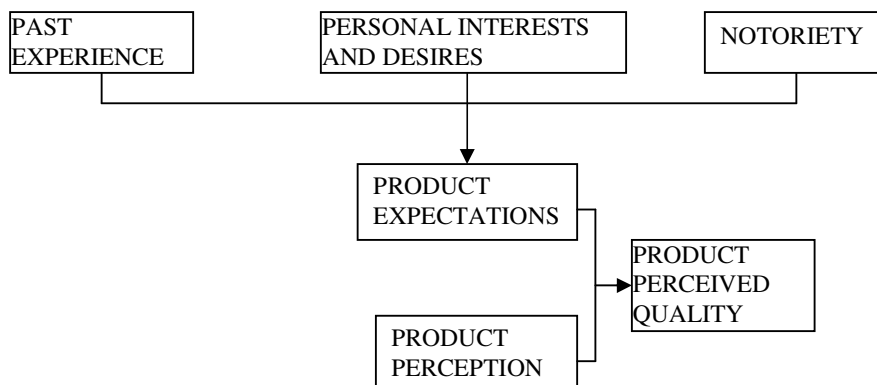 PAST
EXPERIENCE
PERSONAL INTERESTS
AND DESIRES
NOTORIETY
PRODUCT
EXPECTATIONS
PRODUCT
PERCEIVED
QUALITY
PRODUCT
PERCEPTION